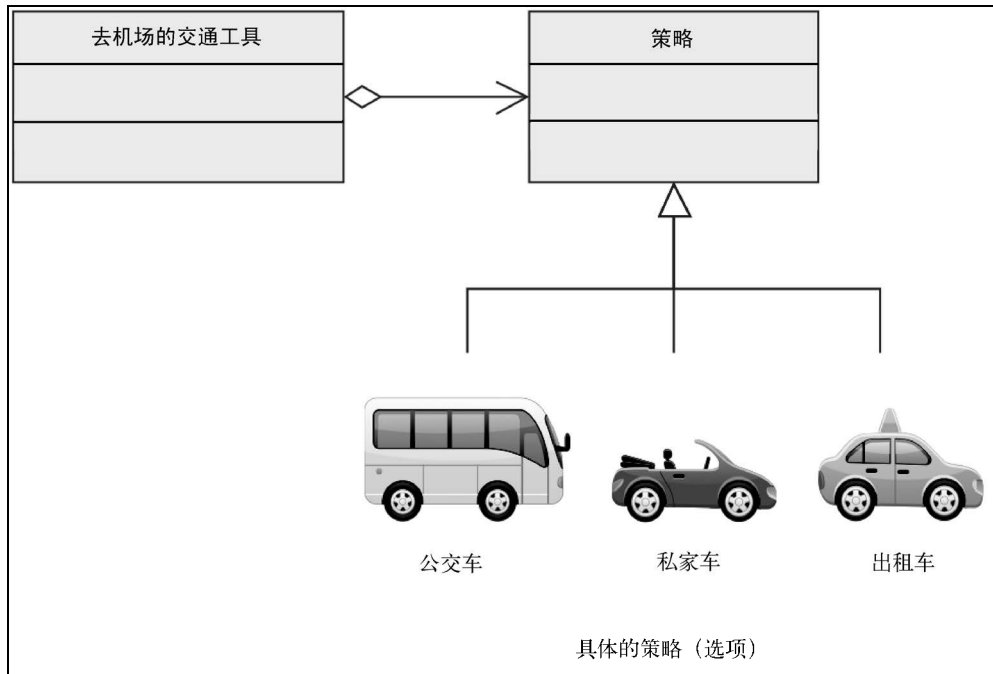 去机场的交通工具
策略
公交车
私家车
出租车
具体的策略（选项）